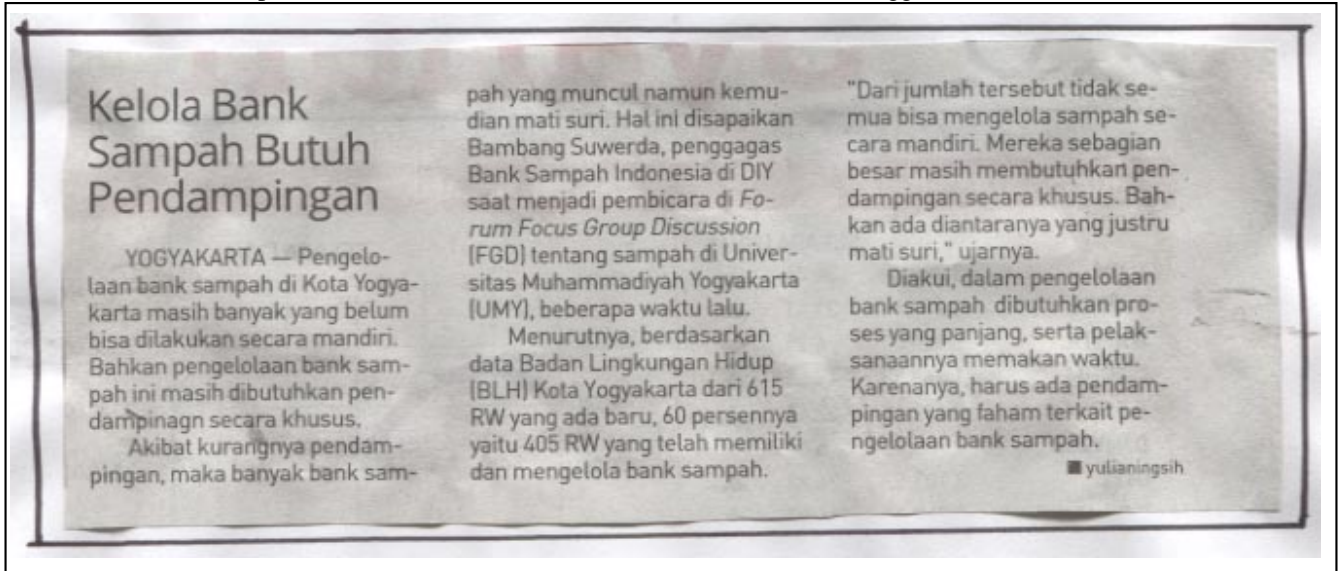 Kelola Bank
Sampah Butuh
Pendampingan
YOGYAKARTA — Pengelo-
laan bank sampah di Kota Yogya-
karta masih banyak yang belum
bisa dilakukan secara mandiri.
Bahkan pengelolaan bank sam-
pah ini masih dibutuhkan pen-
dampinagn secara khusus.
Akibat kurangnya pendam-
pingan, maka banyak bank sam-
pah yang muncul namun kemu-
dian mati suri. Hal ini disapaikan
Bambang Suwerda, penggagas
Bank Sampah Indonesia di DIY
saat menjadi pembicara di Fo-
rum Focus Group Discussion
(FGD) tentang sampah di Univer-
sitas Muhammadiyah Yogyakarta
(UMY), beberapa waktu lalu.
Menurutnya, berdasarkan
data Badan Lingkungan Hidup
(BLH) Kota Yogyakarta dari 615
RW yang ada baru, 60 persennya
yaitu 405 RW yang telah memiliki
dan mengelola bank sampah.
"Dari jumlah tersebut tidak se-
mua bisa mengelola sampah se-
cara mandiri. Mereka sebagian
besar masih membutuhkan pen-
dampingan secara khusus. Bah-
kan ada diantaranya yang justru
mati suri," ujarnya.
Diakui, dalam pengelolaan
bank sampah dibutuhkan pro-
ses yang panjang, serta pelak-
sanaannya memakan waktu.
Karenanya, harus ada pendam-
pingan yang faham terkait pe-
ngelolaan bank sampah.
■ yulianingsih